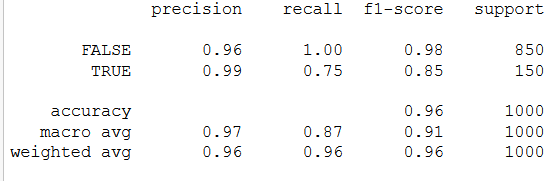 precision recall f1-score support
FALSE 0.96 1.00 0.98 850
TRUE 0.99 0.75 0.85 150
accuracy 0.96 1000
macro avg 0.97 0.87 0.91 1000
weighted avg 0.96 0.96 0.96 1000